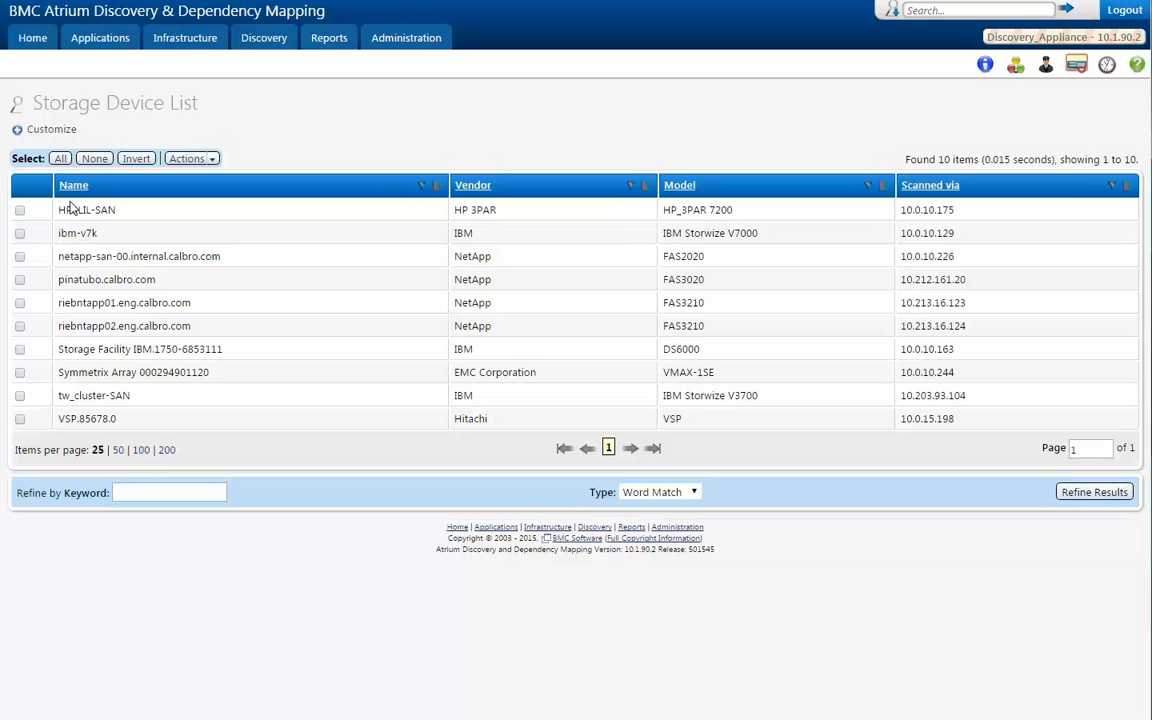 BMC Atrium Discovery & Dependency Mapping
Search...
Logout
Home Applications Infrastructure Discovery Reports Administration
Discovery_Appliance - 10.1.90.2
Storage Device List
Customize
Select: All None Invert Actions
Found 10 items (0.015 seconds), showing 1 to 10.
Name Vendor Model Scanned via
LIL-SAN HP 3PAR HP_3PAR 7200 10.0.10.175
ibm-v7k IBM IBM Storwize V7000 10.0.10.129
netapp-san-00.internal.calbro.com NetApp FAS2020 10.0.10.226
pinatubo.calbro.com NetApp FAS3020 10.212.161.20
riebntapp01.eng.calbro.com NetApp FAS3210 10.213.16.123
riebntapp02.eng.calbro.com NetApp FAS3210 10.213.16.124
Storage Facility IBM.1750-6853111 IBM DS6000 10.0.10.163
Symmetrix Array 000294901120 EMC Corporation VMAX-1SE 10.0.10.244
tw_cluster-SAN IBM IBM Storwize V3700 10.203.93.104
VSP.85678.0 Hitachi VSP 10.0.15.198
Items per page: 25 | 50 | 100 | 200
1
Page 1 of 1
Refine by Keyword:
Type: Word Match
Refine Results
Home | Applications | Infrastructure | Discovery | Reports | Administration
Copyright © 2003 - 2015, BMC Software (Full Copyright Information)
Atrium Discovery and Dependency Mapping Version: 10.1.90.2 Release: 501545